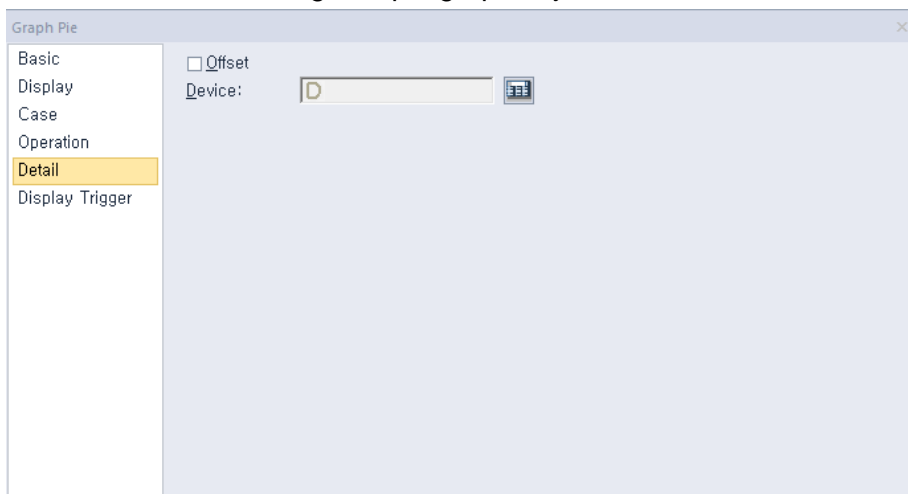 Graph Pie
Basic
Display
Case
Operation
Detail
Display Trigger
Offset
Device:
D